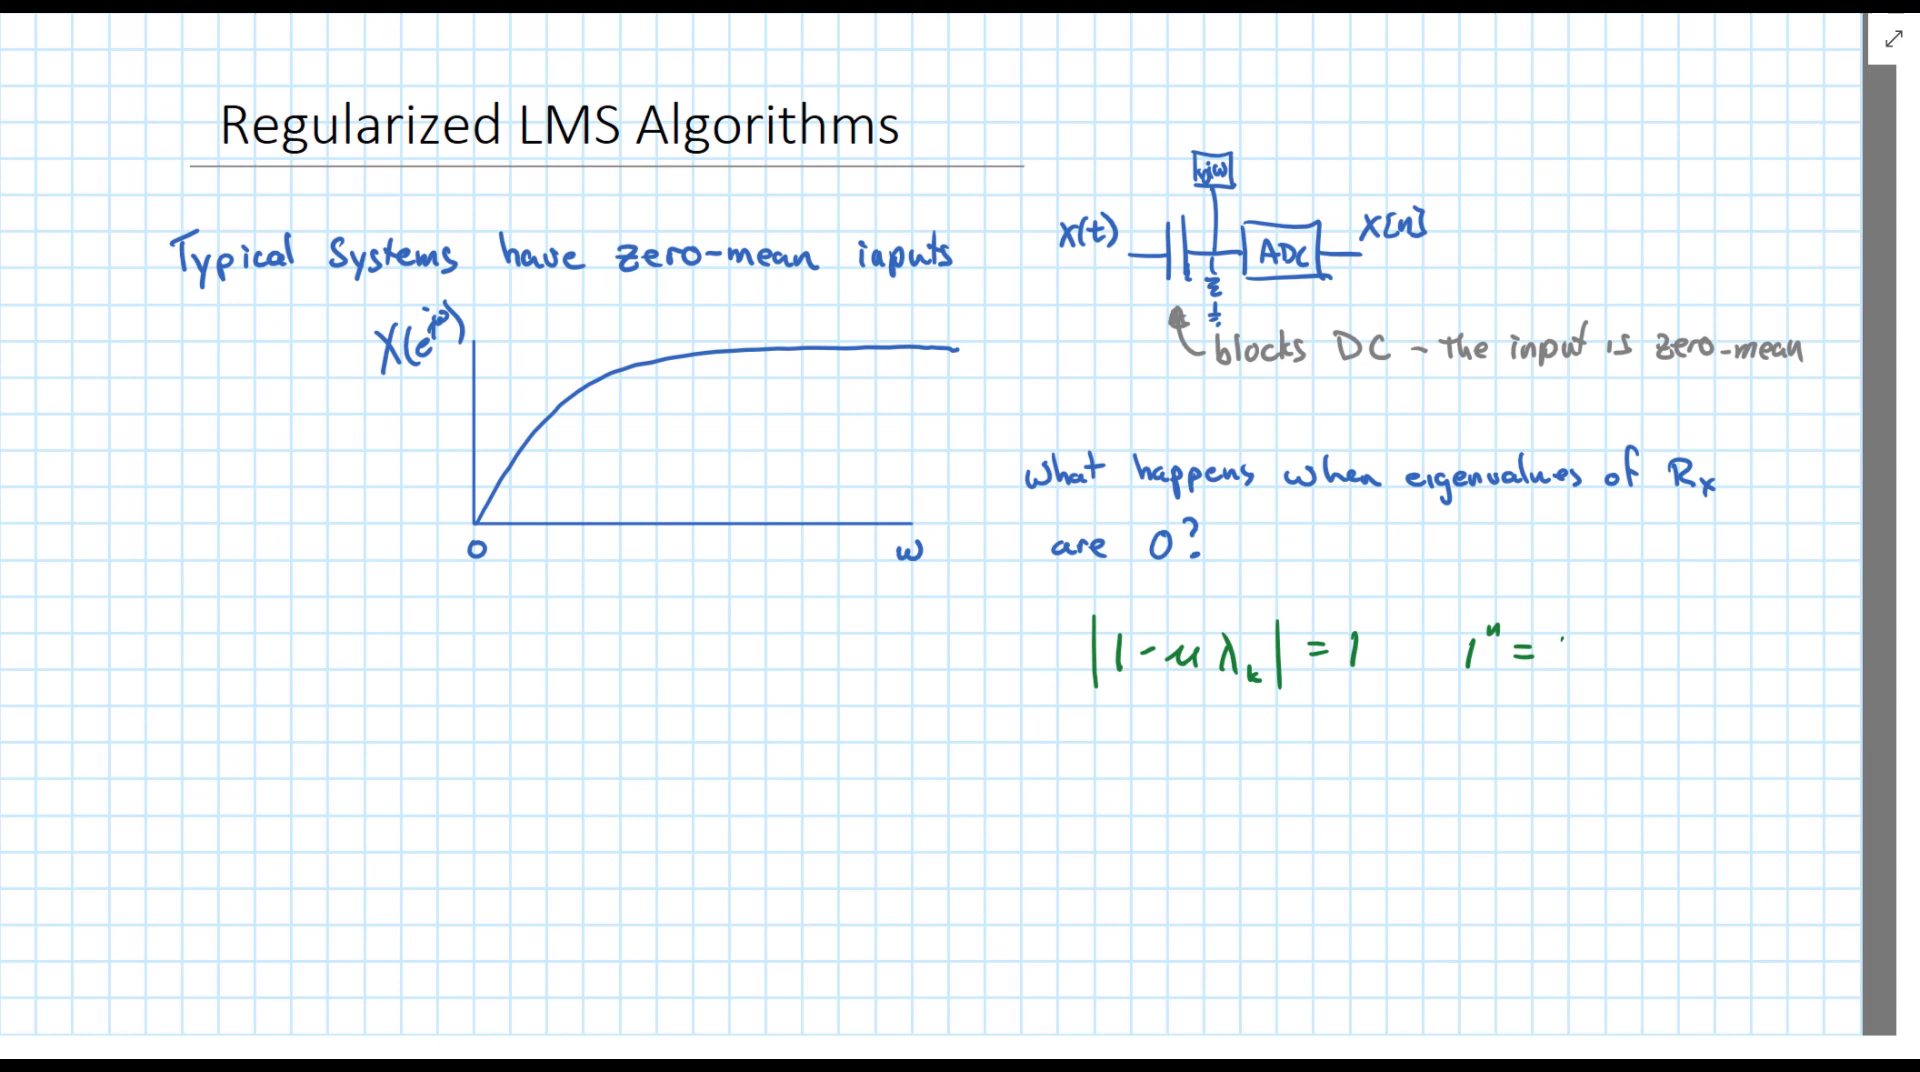 Regularized LMS Algorithms
Typical Systems have zero-mean inputs
X(e^jω)
0
ω
X(t)
ADC
X[n]
blocks DC - the input is zero-mean
What happens when eigenvalues of Rx
are 0?
|1-μλk| = 1 1^n =